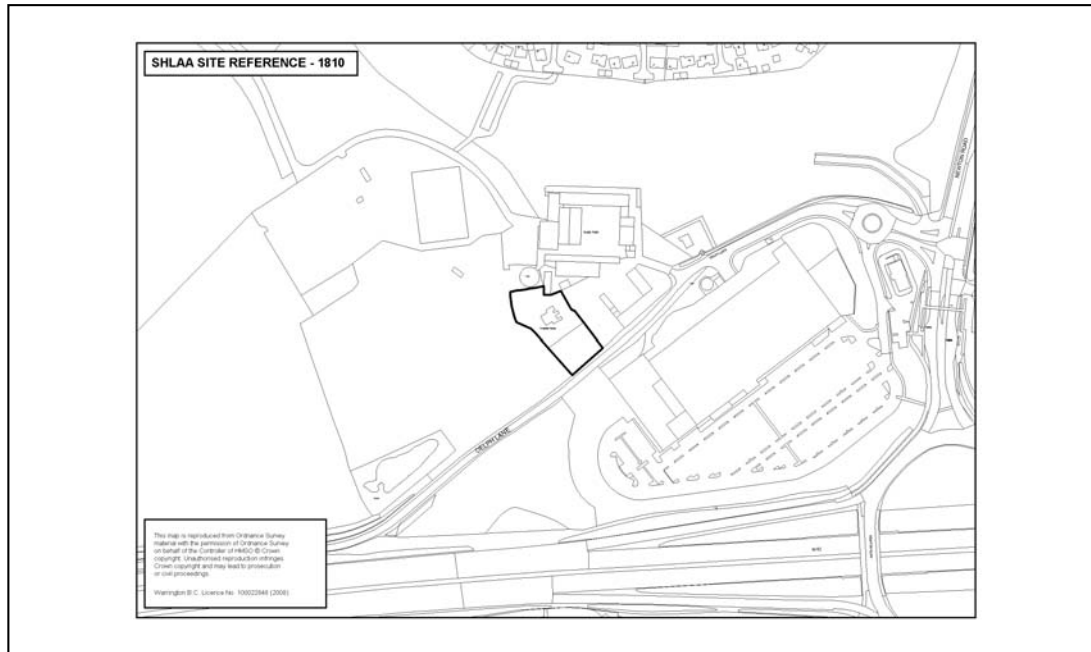 SHLAA SITE REFERENCE - 1810
NEWTON ROAD
DELPH LANE
This map is reproduced from Ordnance Survey
material with the permission of Ordnance Survey
on behalf of the Controller of HMSO © Crown
copyright. Unauthorised reproduction infringes
Crown copyright and may lead to prosecution
or civil proceedings.
Warrington B.C. Licence No. 100022848 (2008)